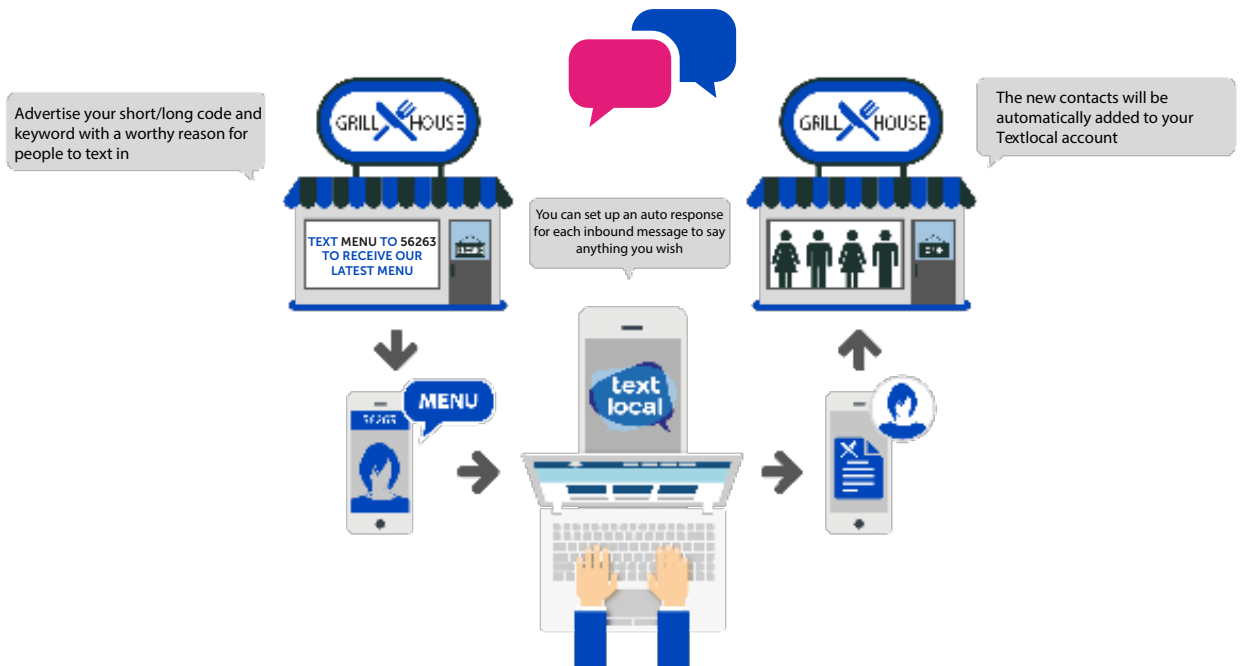 Advertise your short/long code and
keyword with a worthy reason for
people to text in
GRILL HOUSE
TEXT MENU TO 56263
TO RECEIVE OUR
LATEST MENU
You can set up an auto response
for each inbound message to say
anything you wish
GRILL HOUSE
The new contacts will be
automatically added to your
Textlocal account
MENU
56263
text
local